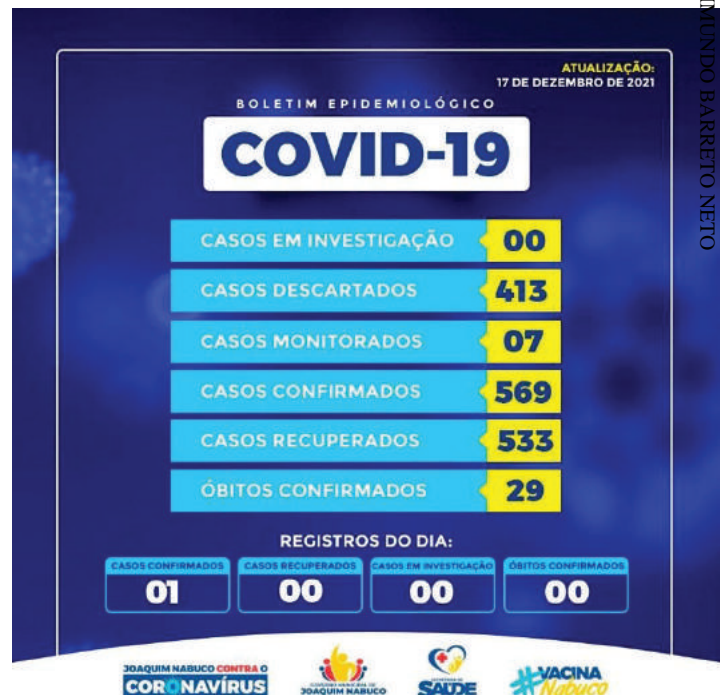 MUNDO BARRETO NETO
ATUALIZAÇÃO:
17 DE DEZEMBRO DE 2021
BOLETIM EPIDEMIOLÓGICO
COVID-19
CASOS EM INVESTIGAÇÃO 00
CASOS DESCARTADOS 413
CASOS MONITORADOS 07
CASOS CONFIRMADOS 569
CASOS RECUPERADOS 533
ÓBITOS CONFIRMADOS 29
REGISTROS DO DIA:
CASOS CONFIRMADOS CASOS RECUPERADOS CASOS EM INVESTIGAÇÃO ÓBITOS CONFIRMADOS
01 00 00 00
JOAQUIM NABUCO CONTRA O
CORONAVÍRUS
JOAQUIM NABUCO
SAÚDE
#VACINA
Nabuco